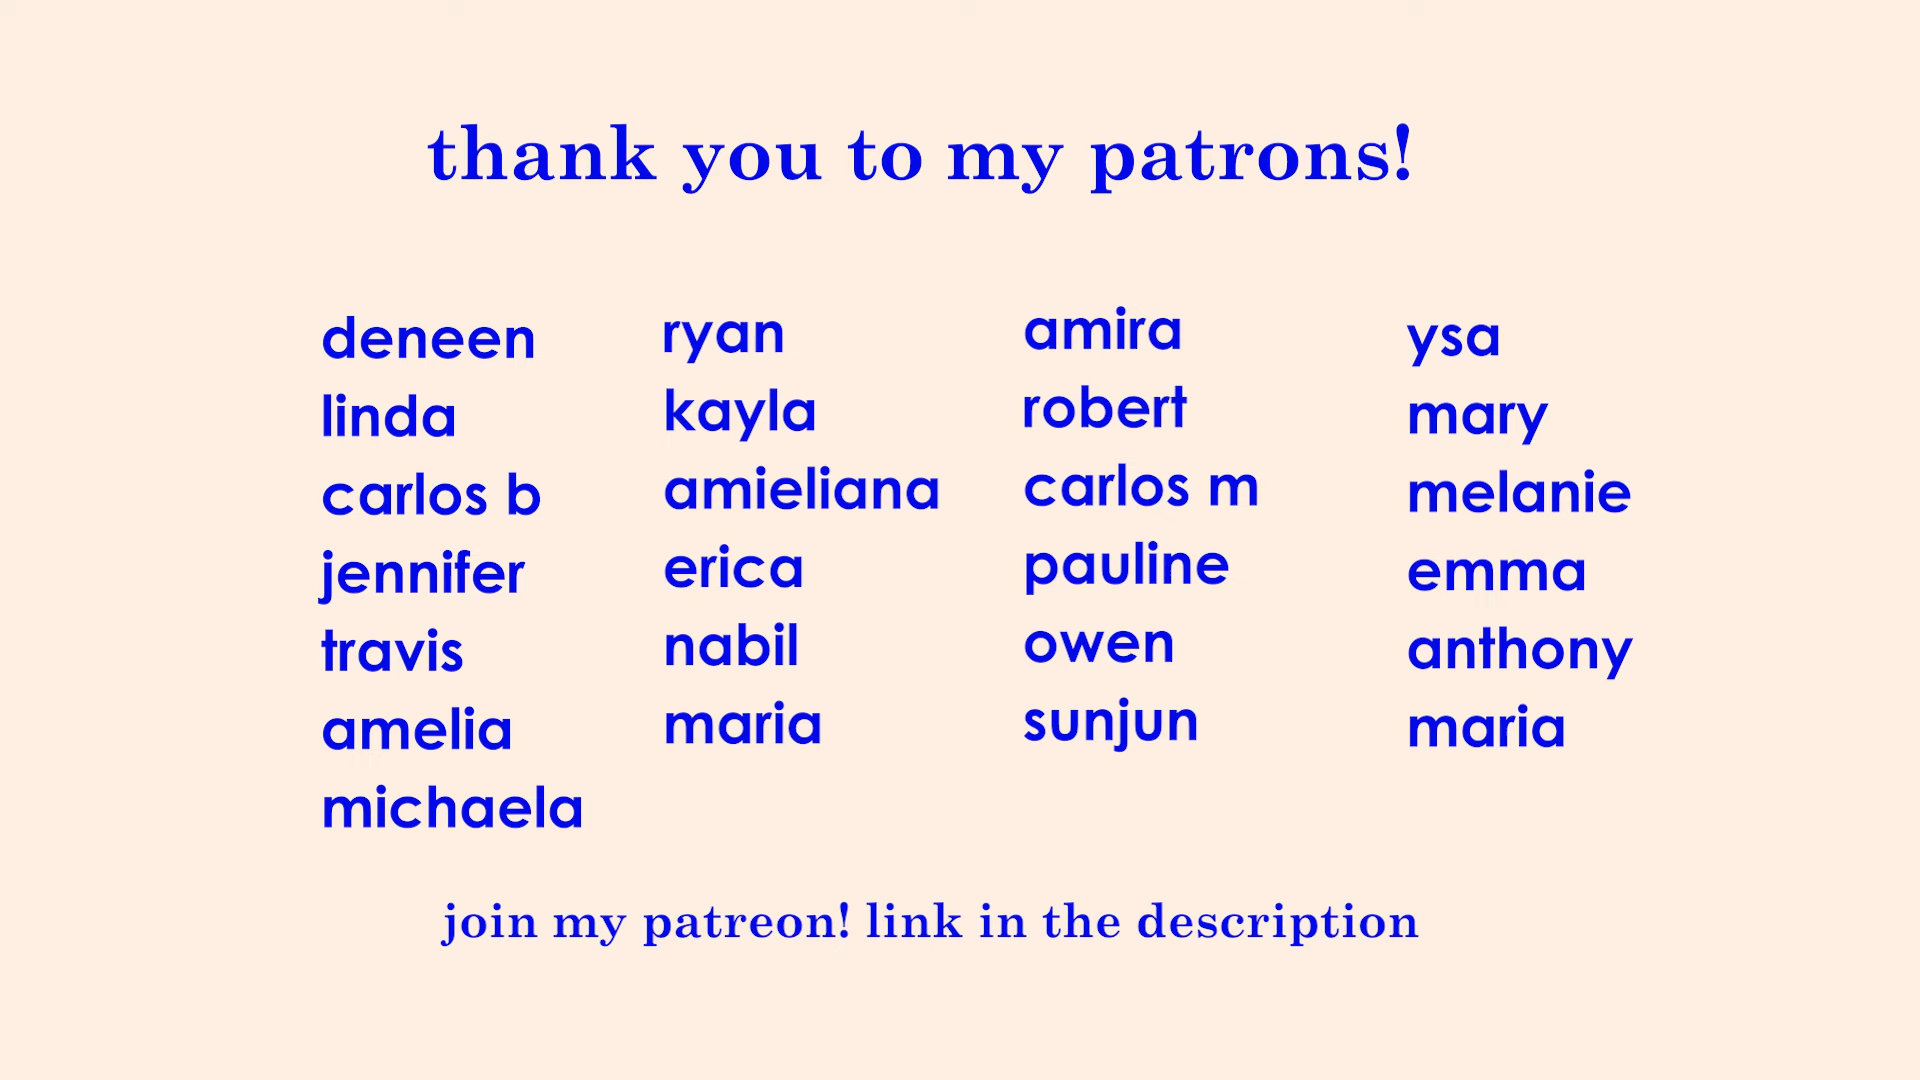 thank you to my patrons!
deneen
linda
carlos b
jennifer
travis
amelia
michaela
ryan
kayla
amieliana
erica
nabil
maria
amira
robert
carlos m
pauline
owen
sunjun
ysa
mary
melanie
emma
anthony
maria
join my patreon! link in the description